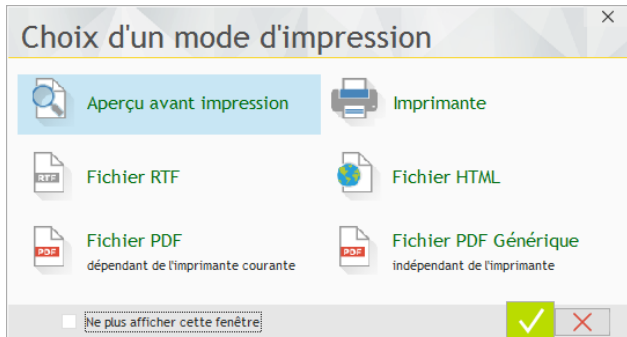 Choix d'un mode d'impression
Aperçu avant impression
Imprimante
RTF
Fichier RTF
Fichier HTML
PDF
Fichier PDF
dépendant de l'imprimante courante
PDF
Fichier PDF Générique
indépendant de l'imprimante
Ne plus afficher cette fenêtre